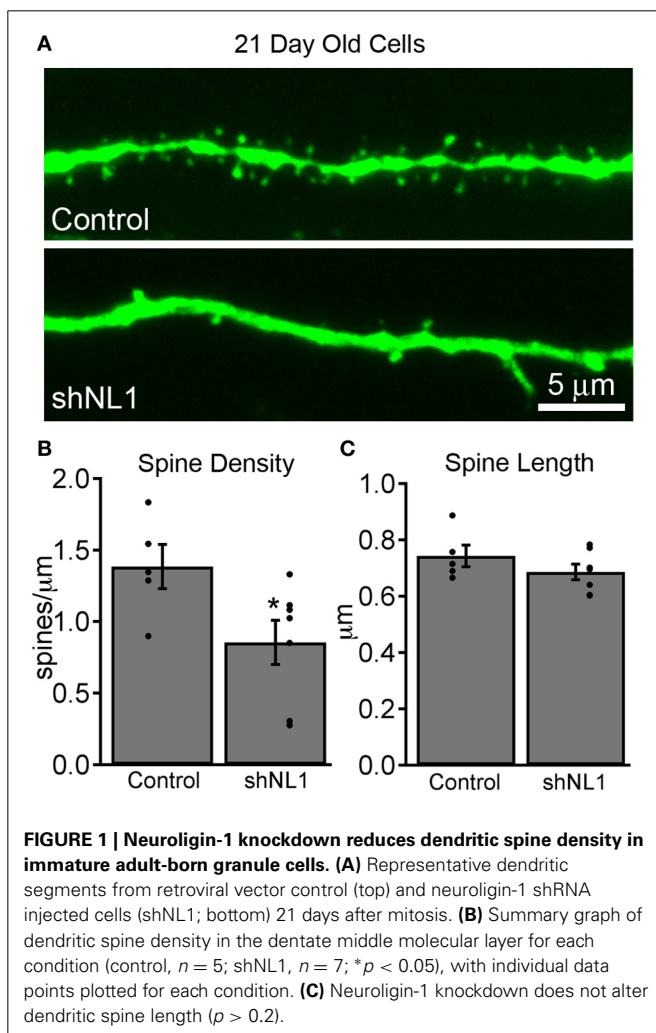 A
21 Day Old Cells
Control
shNL1
5 μm
B
Spine Density
spines/μm
2.0
1.5
1.0
0.5
0.0
*
Control
shNL1
C
Spine Length
μm
1.0
0.8
0.6
0.4
0.2
0.0
Control
shNL1
FIGURE 1 | Neuroligin-1 knockdown reduces dendritic spine density in
immature adult-born granule cells. (A) Representative dendritic
segments from retroviral vector control (top) and neuroligin-1 shRNA
injected cells (shNL1; bottom) 21 days after mitosis. (B) Summary graph of
dendritic spine density in the dentate middle molecular layer for each
condition (control, n = 5; shNL1, n = 7; *p < 0.05), with individual data
points plotted for each condition. (C) Neuroligin-1 knockdown does not alter
dendritic spine length (p > 0.2).